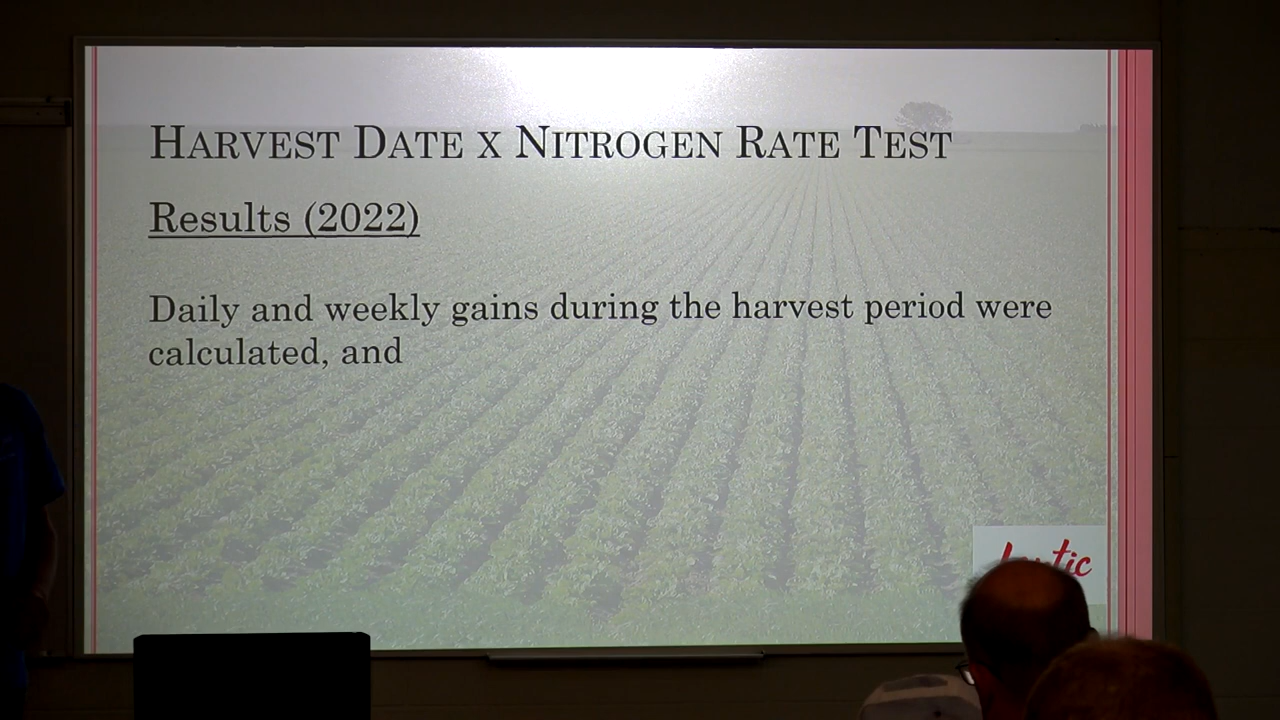 HARVEST DATE X NITROGEN RATE TEST
Results (2022)
Daily and weekly gains during the harvest period were
calculated, and